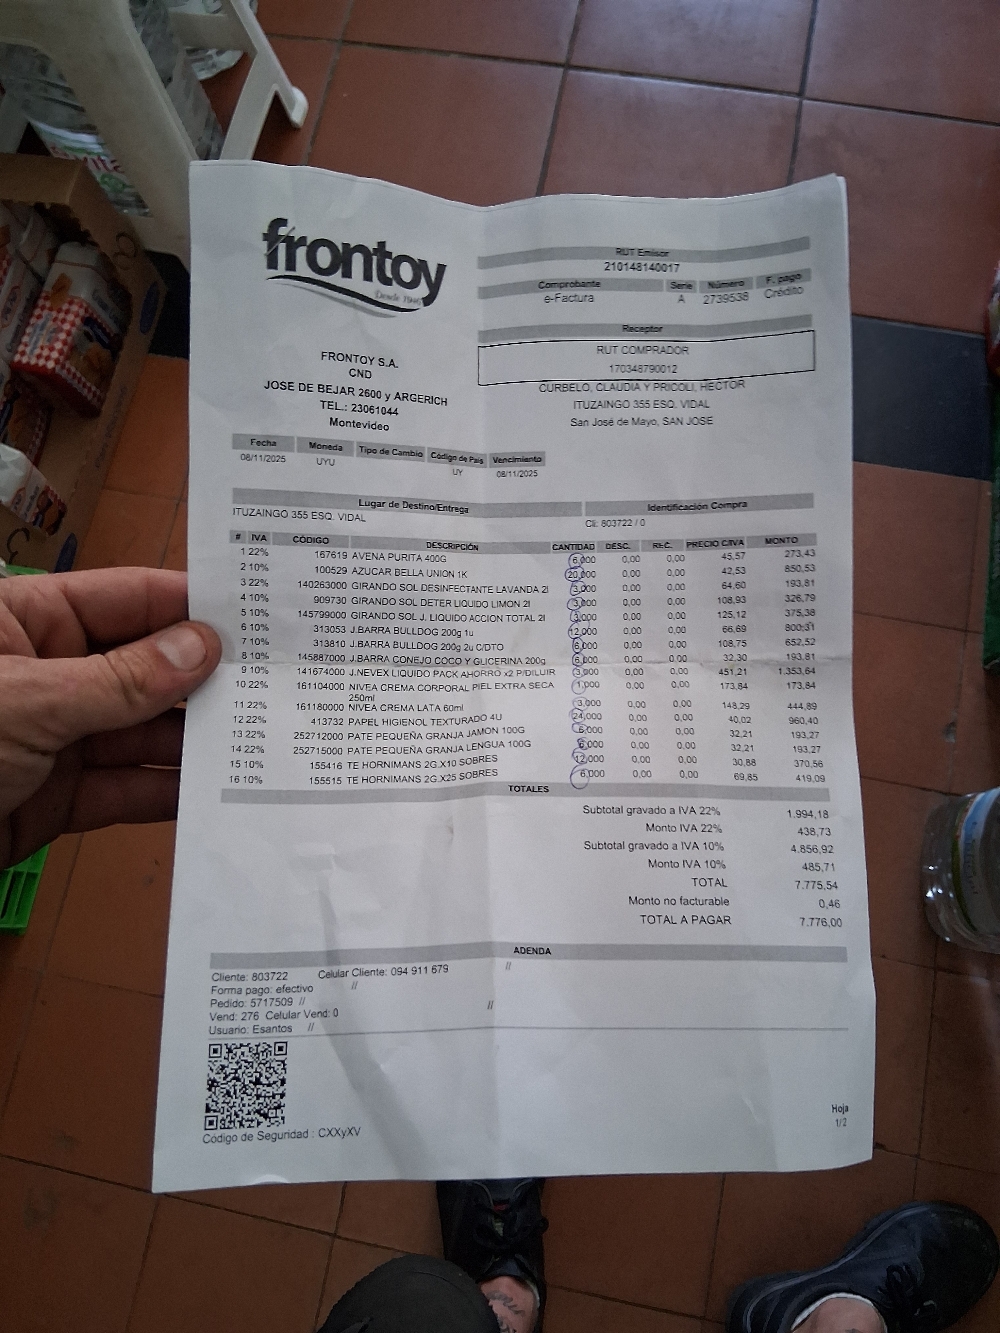 frontoy
Desde 1946
RUT Emisor
210148140017
Comprobante Serie Número F. pago
e-Factura A 2739538 Crédito
Receptor
RUT COMPRADOR
170348790012
CURBELO, CLAUDIA Y PRICOLI, HECTOR
ITUZAINGO 355 ESQ. VIDAL
San José de Mayo, SAN JOSE
FRONTOY S.A.
CND
JOSE DE BEJAR 2600 y ARGERICH
TEL.: 23061044
Montevideo
Fecha Moneda Tipo de Cambio Código de País Vencimiento
08/11/2025 UYU UY 08/11/2025
Lugar de Destino/Entrega Identificación Compra
ITUZAINGO 355 ESQ. VIDAL Cli: 803722 / 0
# IVA CÓDIGO DESCRIPCIÓN CANTIDAD DESC. REC. PRECIO C/IVA MONTO
1 22% 167619 AVENA PURITA 400G 6,000 0,00 0,00 45,57 273,43
2 10% 100529 AZUCAR BELLA UNION 1K 20,000 0,00 0,00 42,53 850,53
3 22% 140263000 GIRANDO SOL DESINFECTANTE LAVANDA 2l 3,000 0,00 0,00 64,60 193,81
4 10% 909730 GIRANDO SOL DETER LIQUIDO LIMON 2l 3,000 0,00 0,00 108,93 326,79
5 10% 145799000 GIRANDO SOL J. LIQUIDO ACCION TOTAL 2l 3,000 0,00 0,00 125,12 375,38
6 10% 313053 J.BARRA BULLDOG 200g 1u 12,000 0,00 0,00 66,69 800,31
7 10% 313810 J.BARRA BULLDOG 200g 2u C/DTO 6,000 0,00 0,00 108,75 652,52
8 10% 145887000 J.BARRA CONEJO COCO Y GLICERINA 200g 6,000 0,00 0,00 32,30 193,81
9 10% 141674000 J.NEVEX LIQUIDO PACK AHORRO x2 P/DILUIR 3,000 0,00 0,00 451,21 1.353,64
10 22% 161104000 NIVEA CREMA CORPORAL PIEL EXTRA SECA 1,000 0,00 0,00 173,84 173,84
250ml
11 22% 161180000 NIVEA CREMA LATA 60ml 3,000 0,00 0,00 148,29 444,89
12 22% 413732 PAPEL HIGIENOL TEXTURADO 4U 24,000 0,00 0,00 40,02 960,40
13 22% 252712000 PATE PEQUEÑA GRANJA JAMON 100G 6,000 0,00 0,00 32,21 193,27
14 22% 252715000 PATE PEQUEÑA GRANJA LENGUA 100G 6,000 0,00 0,00 32,21 193,27
15 10% 155416 TE HORNIMANS 2G.X10 SOBRES 12,000 0,00 0,00 30,88 370,56
16 10% 155515 TE HORNIMANS 2G.X25 SOBRES 6,000 0,00 0,00 69,85 419,09
TOTALES
Subtotal gravado a IVA 22% 1.994,18
Monto IVA 22% 438,73
Subtotal gravado a IVA 10% 4.856,92
Monto IVA 10% 485,71
TOTAL 7.775,54
Monto no facturable 0,46
TOTAL A PAGAR 7.776,00
ADENDA
Cliente: 803722 Celular Cliente: 094 911 679 //
Forma pago: efectivo //
Pedido: 5717509 // //
Vend: 276 Celular Vend: 0
Usuario: Esantos //
Código de Seguridad : CXXyXV
Hoja
1/2